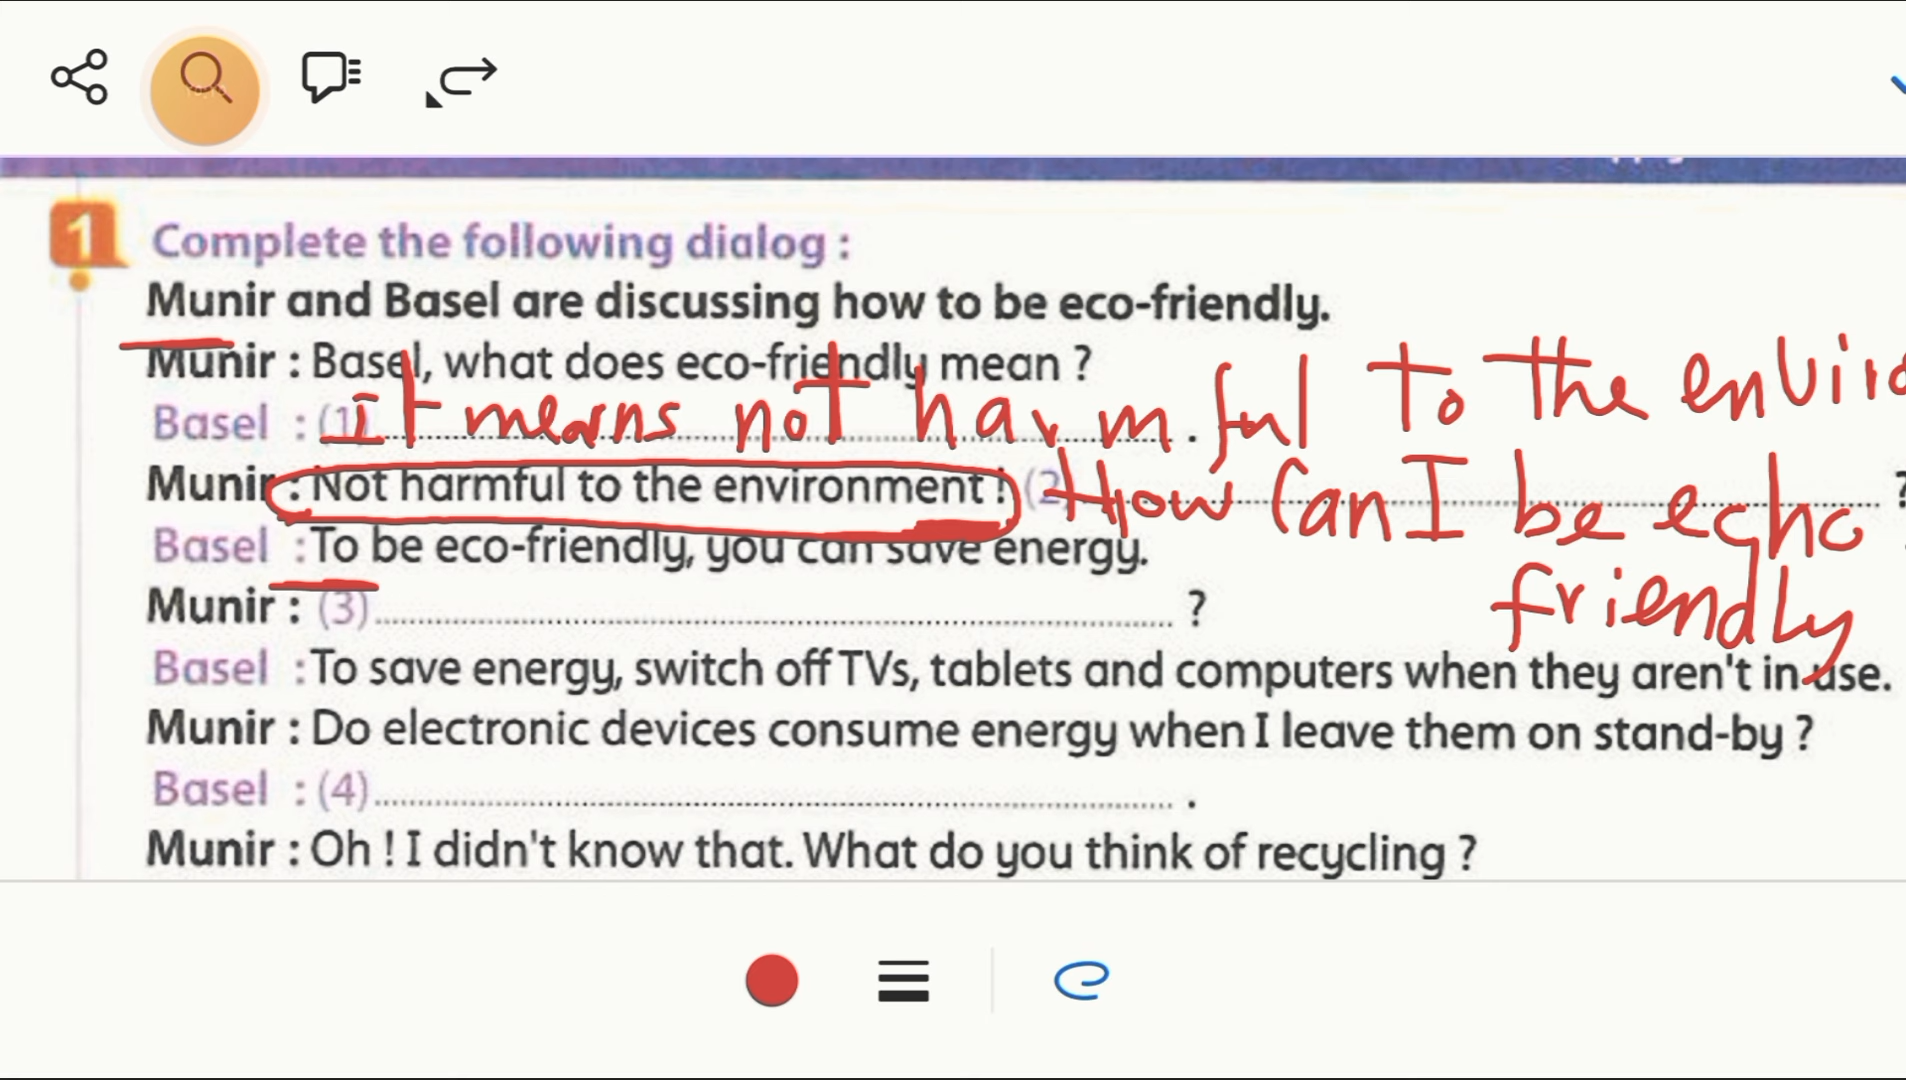 1 Complete the following dialog :
Munir and Basel are discussing how to be eco-friendly.
Munir : Basel, what does eco-friendly mean ?
Basel : (1) it means not harmful to the enviro
Munir : Not harmful to the environment ! (2) How Can I be echo ?
friendly
Basel : To be eco-friendly, you can save energy.
Munir : (3) ........................ ?
Basel : To save energy, switch off TVs, tablets and computers when they aren't in use.
Munir : Do electronic devices consume energy when I leave them on stand-by ?
Basel : (4) ........................ .
Munir : Oh ! I didn't know that. What do you think of recycling ?